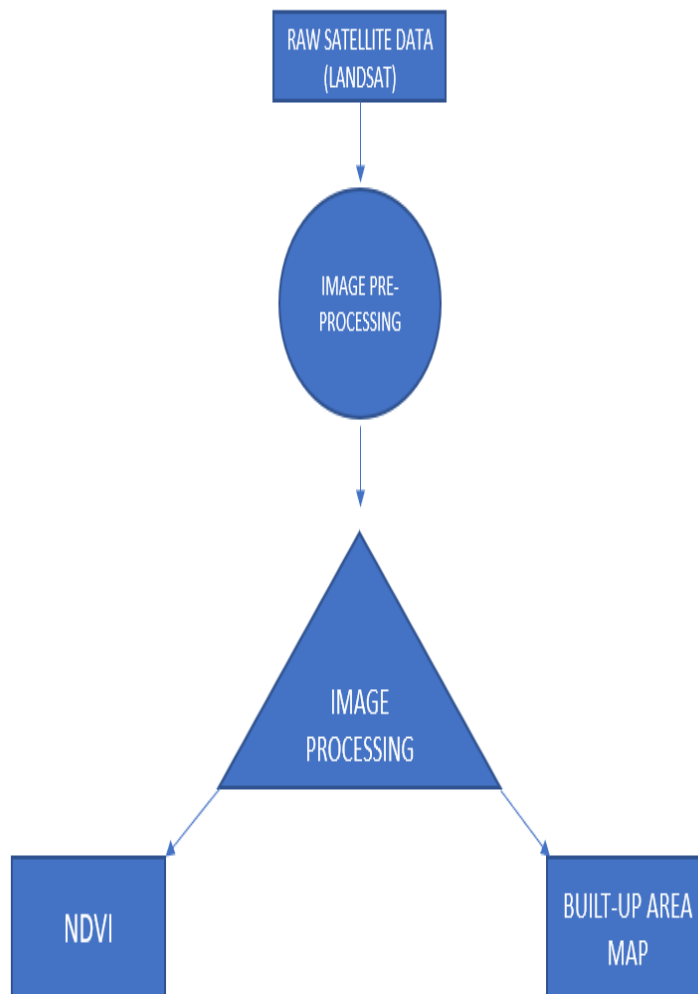 RAW SATELLITE DATA
(LANDSAT)
IMAGE PRE-
PROCESSING
IMAGE
PROCESSING
NDVI
BUILT-UP AREA
MAP